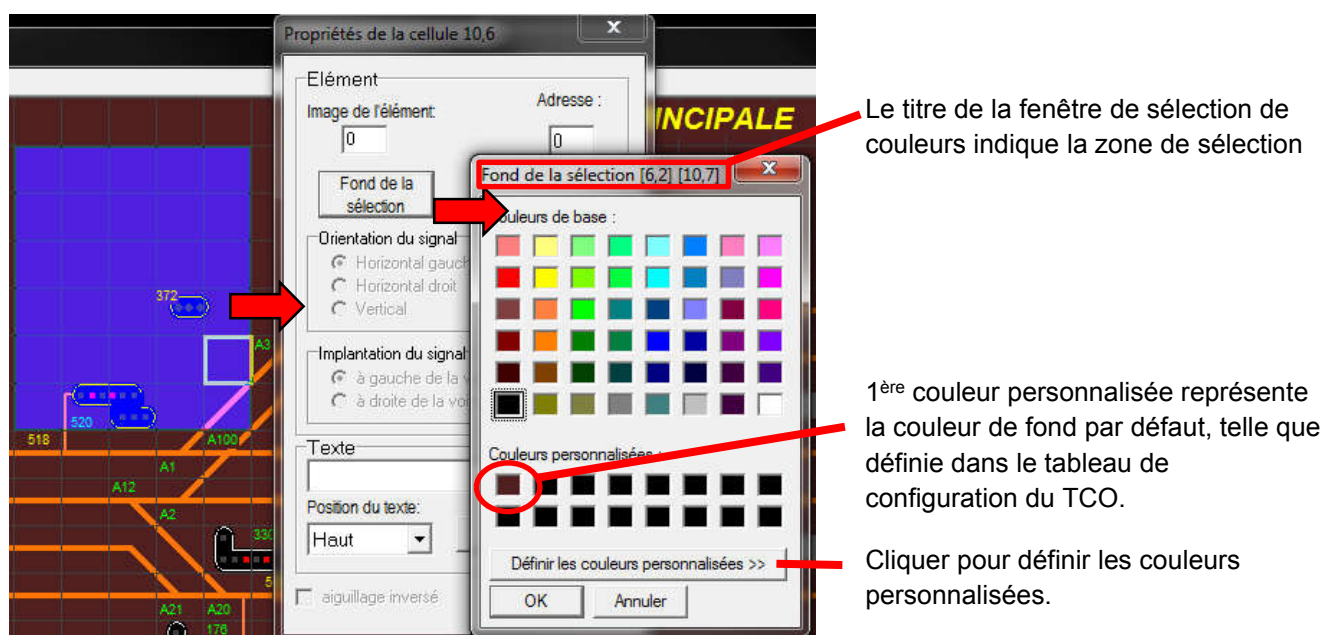 Propriétés de la cellule 10,6
x
Elément
Image de l'élément:
Adresse :
0
0
Fond de la
sélection
Orientation du signal
Horizontal gauch
Horizontal droit
Vertical
Implantation du signal
à gauche de la v
à droite de la voi
Texte
Position du texte:
Haut
aiguillage inversé
INCIPALE
Fond de la sélection [6,2] [10,7]
x
ouleurs de base :
Couleurs personnalisées :
Définir les couleurs personnalisées >>
OK
Annuler
372
A3
520
518
A100
A1
A12
A2
330
5
A21
A20
176
Le titre de la fenêtre de sélection de
couleurs indique la zone de sélection
1ère couleur personnalisée représente
la couleur de fond par défaut, telle que
définie dans le tableau de
configuration du TCO.
Cliquer pour définir les couleurs
personnalisées.